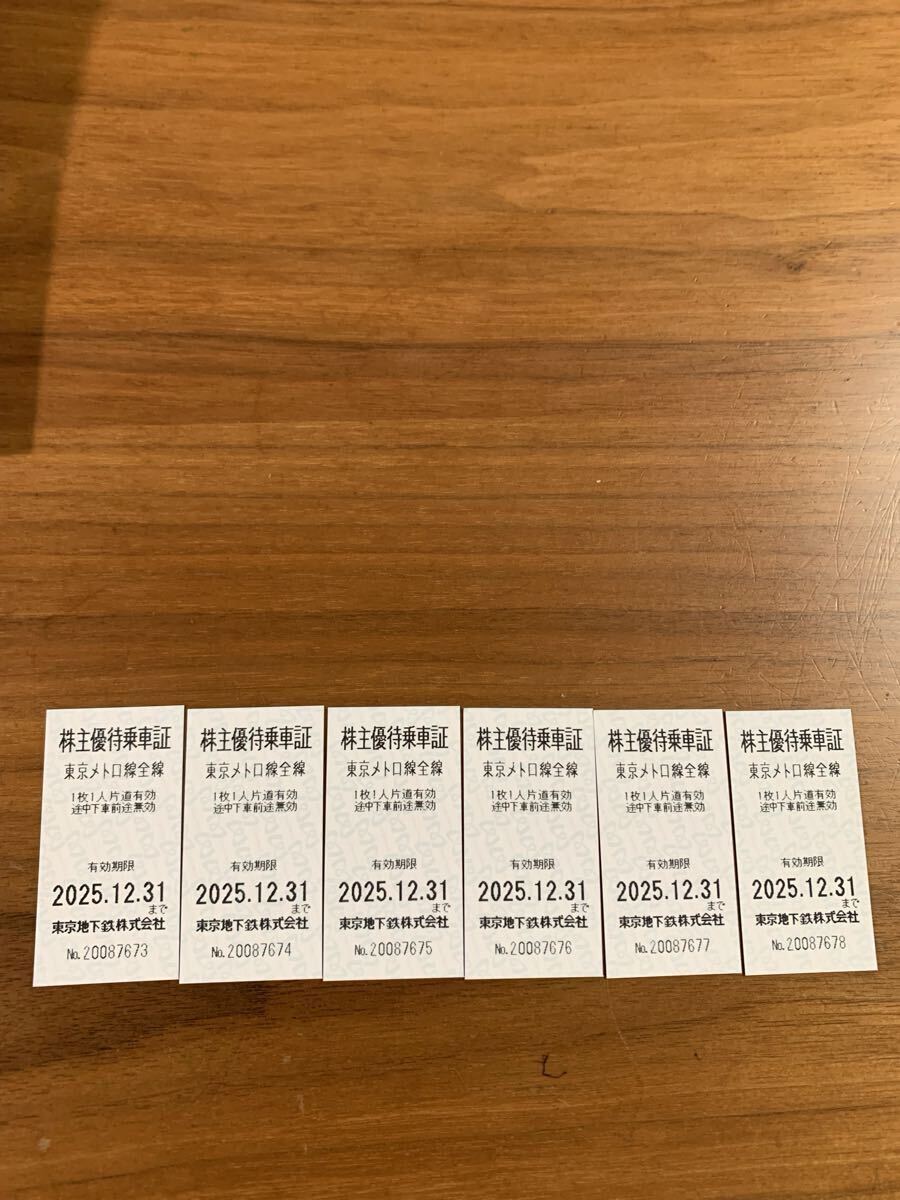 株主優待乗車証
東京メトロ線全線
1枚1人片道有効
途中下車前途無効
有効期限
2025.12.31
まで
東京地下鉄株式会社
No.20087673
株主優待乗車証
東京メトロ線全線
1枚1人片道有効
途中下車前途無効
有効期限
2025.12.31
まで
東京地下鉄株式会社
No.20087674
株主優待乗車証
東京メトロ線全線
1枚1人片道有効
途中下車前途無効
有効期限
2025.12.31
まで
東京地下鉄株式会社
No.20087675
株主優待乗車証
東京メトロ線全線
1枚1人片道有効
途中下車前途無効
有効期限
2025.12.31
まで
東京地下鉄株式会社
No.20087676
株主優待乗車証
東京メトロ線全線
1枚1人片道有効
途中下車前途無効
有効期限
2025.12.31
まで
東京地下鉄株式会社
No.20087677
株主優待乗車証
東京メトロ線全線
1枚1人片道有効
途中下車前途無効
有効期限
2025.12.31
まで
東京地下鉄株式会社
No.20087678